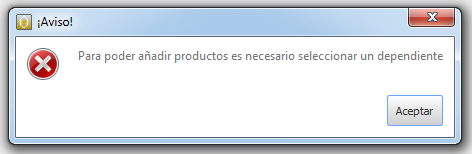 ¡Aviso!
Para poder añadir productos es necesario seleccionar un dependiente
Aceptar